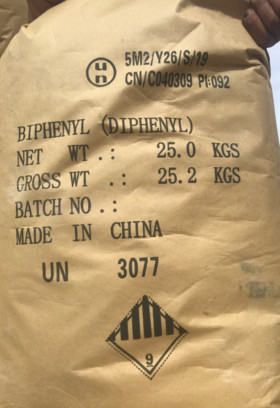 5M2/Y26/S/19
CN/C040309 PI:092
BIPHENYL (DIPHENYL)
NET WT.: 25.0 KGS
GROSS WT .: 25.2 KGS
BATCH NO.:
MADE IN CHINA
UN 3077
9